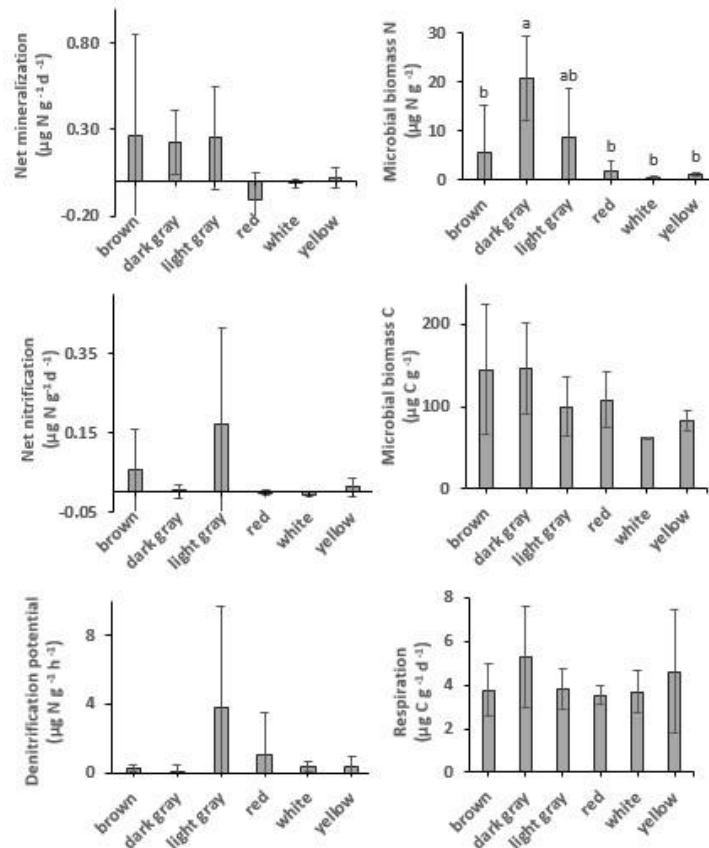 Net mineralization
(µg N g⁻¹ d⁻¹)
0.80
0.30
-0.20
brown
dark gray
light gray
red
white
yellow
Microbial biomass N
(µg N g⁻¹)
30
20
10
0
b
a
ab
b
b
b
brown
dark gray
light gray
red
white
yellow
Net nitrification
(µg N g⁻¹ d⁻¹)
0.35
0.15
-0.05
brown
dark gray
light gray
red
white
yellow
Microbial biomass C
(µg C g⁻¹)
200
100
0
brown
dark gray
light gray
red
white
yellow
Denitrification potential
(µg N g⁻¹ h⁻¹)
8
4
0
brown
dark gray
light gray
red
white
yellow
Respiration
(µg C g⁻¹ d⁻¹)
8
6
4
2
0
brown
dark gray
light gray
red
white
yellow